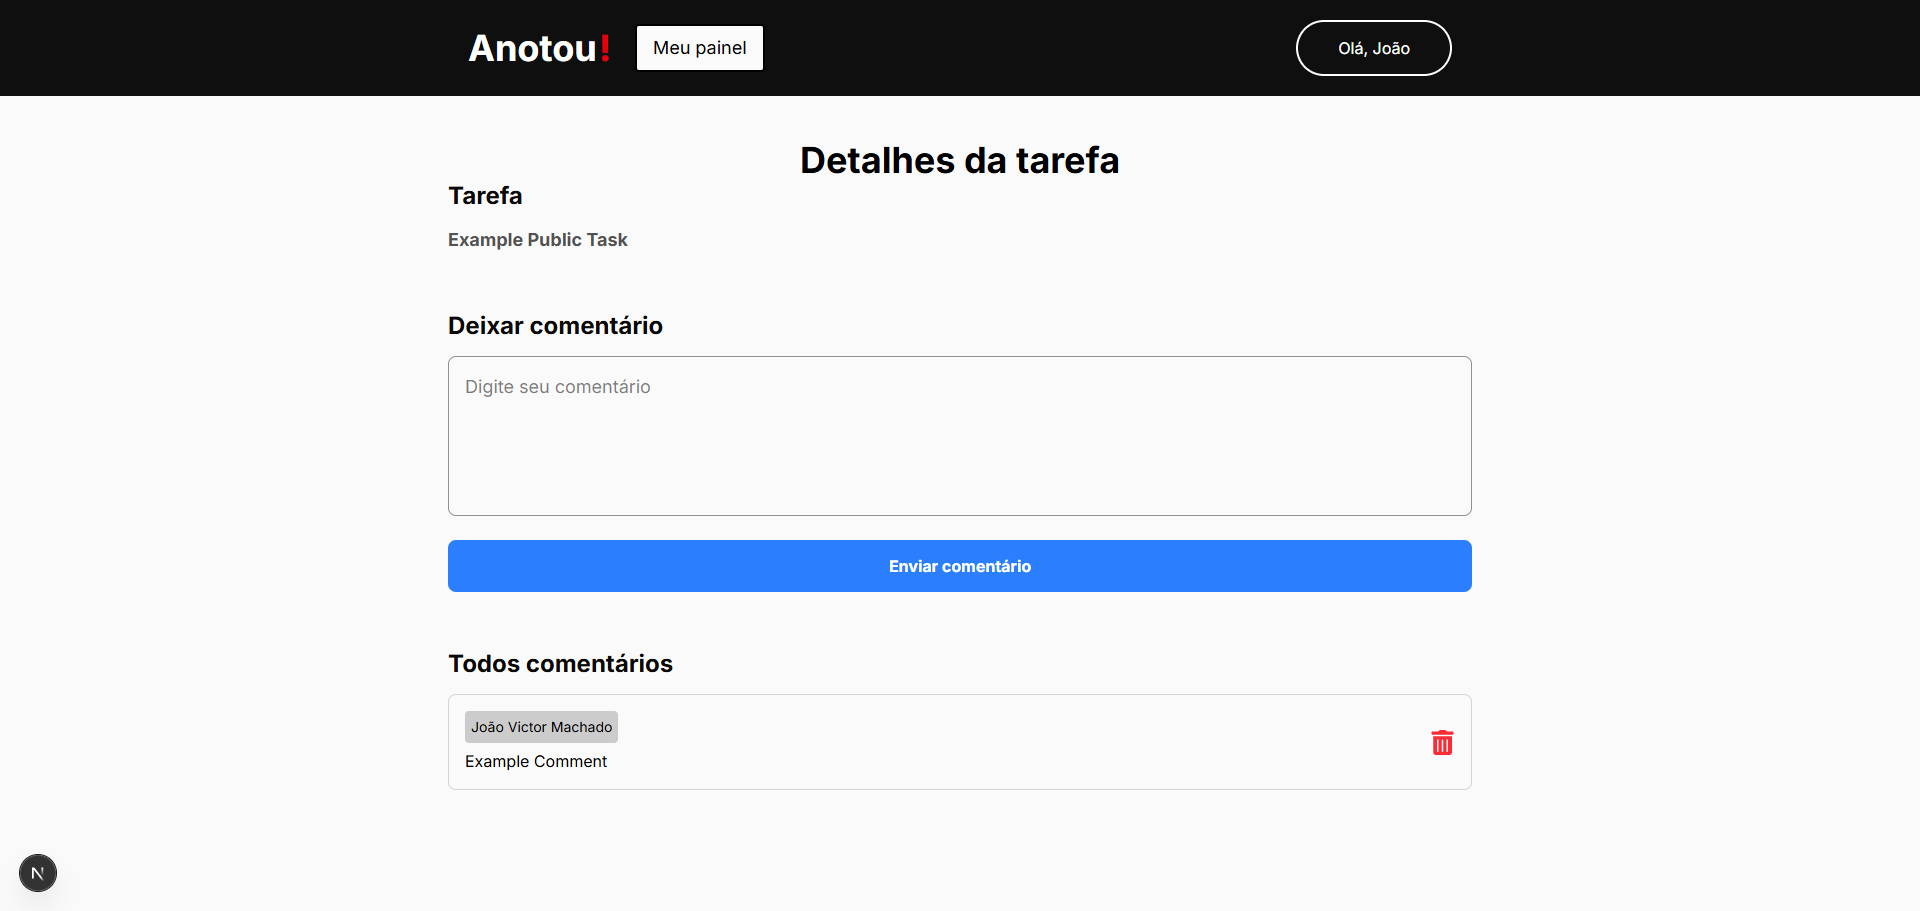 Anotou! Meu painel Olá, João
Detalhes da tarefa
Tarefa
Example Public Task
Deixar comentário
Digite seu comentário
Enviar comentário
Todos comentários
João Victor Machado
Example Comment
N